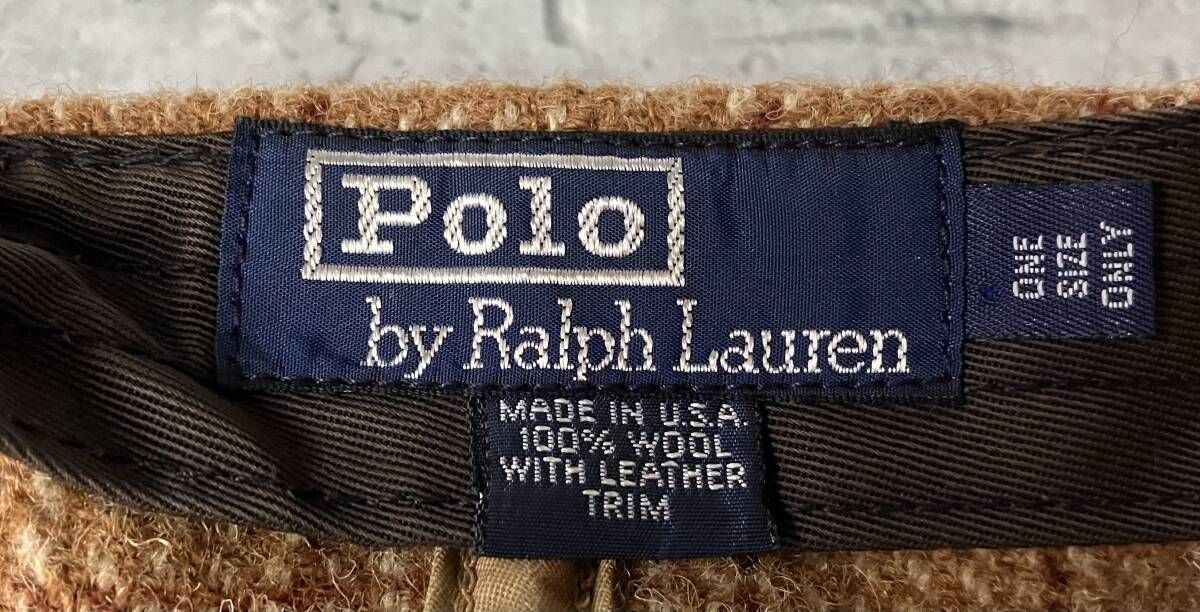 Polo
by Ralph Lauren
ONE
SIZE
ONLY
MADE IN U.S.A.
100% WOOL
WITH LEATHER
TRIM